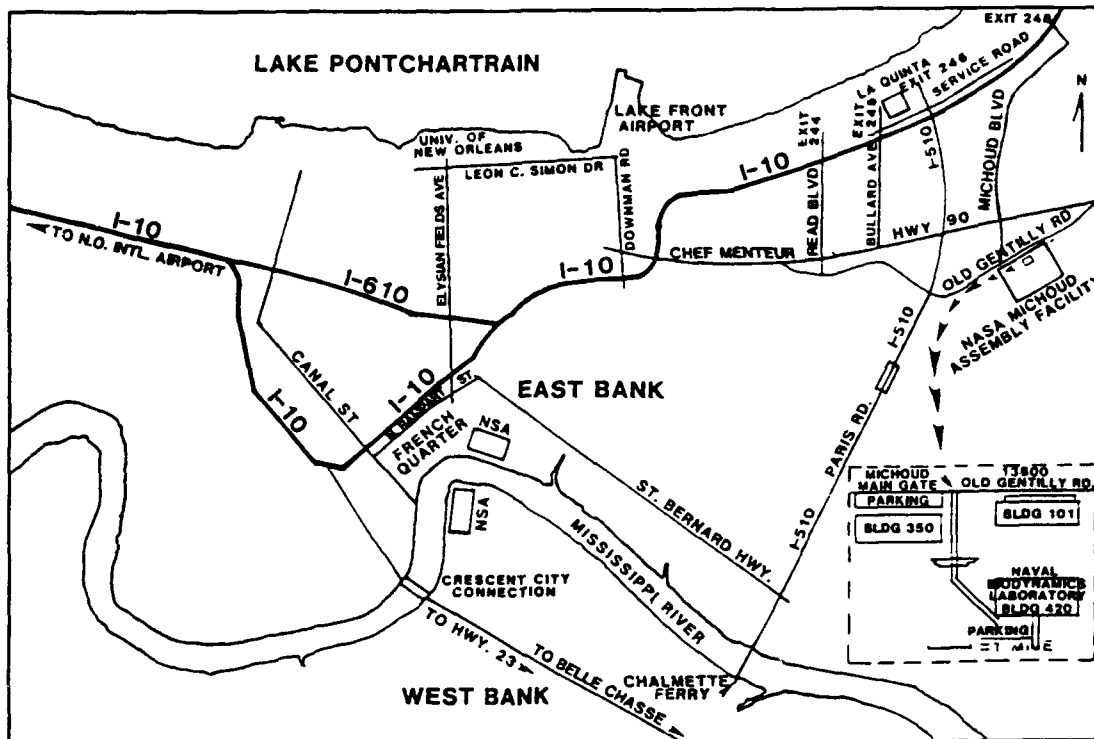 EXIT 248
LAKE PONTCHARTRAIN
LA QUINTA
EXIT 246
SERVICE ROAD
N
LAKE FRONT
AIRPORT
EXIT
244
EXIT
BULLARD AVE
READ BLVD
I-510
MICHOUD BLVD
UNIV. OF
NEW ORLEANS
LEON C. SIMON DR
DOWNMAN RD
ELYSIAN FIELDS AVE
I-10
I-10
TO N.O. INTL. AIRPORT
I-610
I-10
CHEF MENTEUR
HWY 90
OLD GENTILLY RD
NASA MICHOUD
ASSEMBLY FACILITY
I-510
CANAL ST
I-10
I-10
ST.
EAST BANK
FRENCH
QUARTER
NSA
NSA
PARIS RD.
I-510
ST. BERNARD HWY.
MISSISSIPPI RIVER
CRESCENT CITY
CONNECTION
TO HWY. 23
TO BELLE CHASSE
WEST BANK
CHALMETTE
FERRY
MICHOUD
MAIN GATE
PARKING
BLDG 350
OLD GENTILLY RD.
BLDG 101
NAVAL
LABORATORY
BLDG 420
PARKING